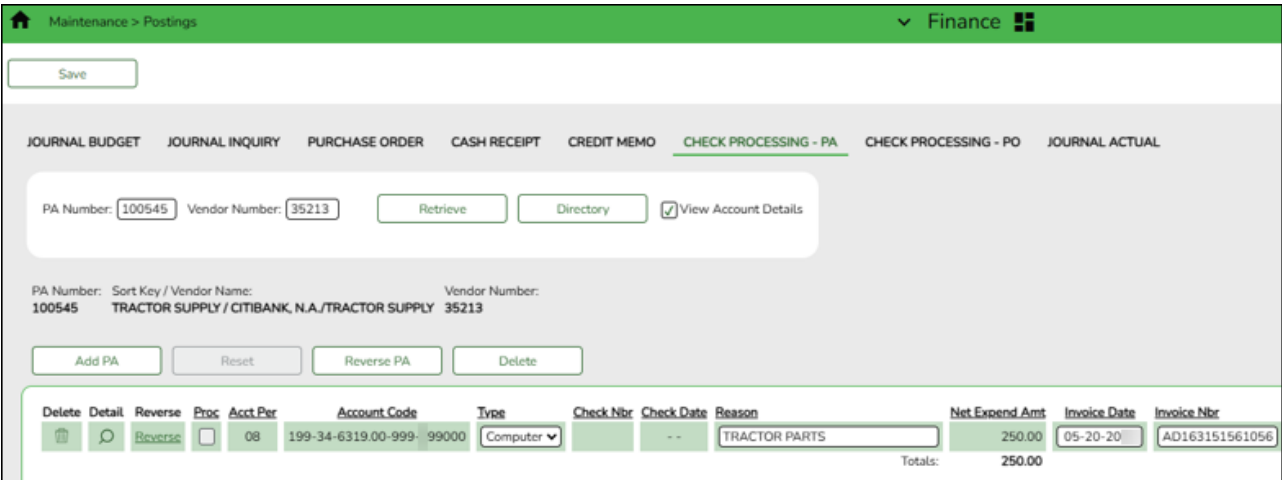 Maintenance > Postings Finance
Save
JOURNAL BUDGET JOURNAL INQUIRY PURCHASE ORDER CASH RECEIPT CREDIT MEMO CHECK PROCESSING - PA CHECK PROCESSING - PO JOURNAL ACTUAL
PA Number: 100545 Vendor Number: 35213 Retrieve Directory View Account Details
PA Number: Sort Key / Vendor Name: Vendor Number:
100545 TRACTOR SUPPLY / CITIBANK, N.A./TRACTOR SUPPLY 35213
Add PA Reset Reverse PA Delete
Delete Detail Reverse Proc Acct Per Account Code Type Check Nbr Check Date Reason Net Expend Amt Invoice Date Invoice Nbr
Reverse 08 199-34-6319.00-999- 99000 Computer - - TRACTOR PARTS 250.00 05-20-20 AD163151561056
Totals: 250.00